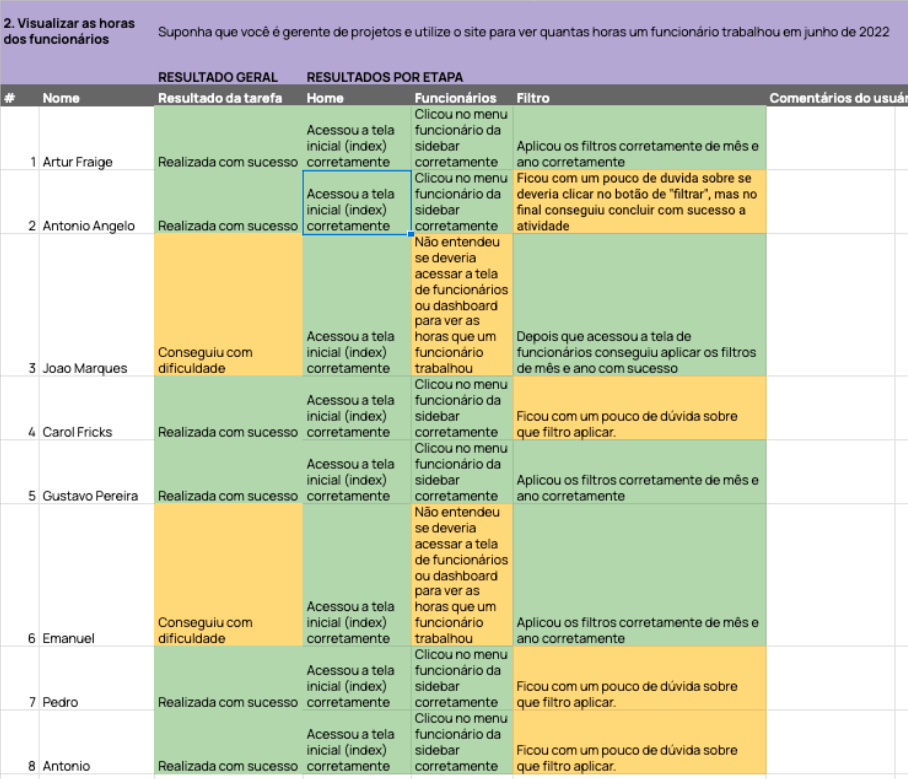 2. Visualizar as horas
dos funcionários
Suponha que você é gerente de projetos e utilize o site para ver quantas horas um funcionário trabalhou em junho de 2022
RESULTADO GERAL
RESULTADOS POR ETAPA
# Nome Resultado da tarefa Home Funcionários Filtro Comentários do usuár
1 Artur Fraige
Realizada com sucesso
Acessou a tela
inicial (index)
corretamente
Clicou no menu
funcionário da
sidebar
corretamente
Aplicou os filtros corretamente de mês e
ano corretamente
2 Antonio Angelo
Realizada com sucesso
Acessou a tela
inicial (index)
corretamente
Clicou no menu
funcionário da
sidebar
corretamente
Ficou com um pouco de duvida sobre se
deveria clicar no botão de "filtrar", mas no
final conseguiu concluir com sucesso a
atividade
3 Joao Marques
Conseguiu com
dificuldade
Acessou a tela
inicial (index)
corretamente
Não entendeu
se deveria
acessar a tela
de funcionários
ou dashboard
para ver as
horas que um
funcionário
trabalhou
Depois que acessou a tela de
funcionários conseguiu aplicar os filtros
de mês e ano com sucesso
4 Carol Fricks
Realizada com sucesso
Acessou a tela
inicial (index)
corretamente
Clicou no menu
funcionário da
sidebar
corretamente
Ficou com um pouco de dúvida sobre
que filtro aplicar.
5 Gustavo Pereira
Realizada com sucesso
Acessou a tela
inicial (index)
corretamente
Clicou no menu
funcionário da
sidebar
corretamente
Aplicou os filtros corretamente de mês e
ano corretamente
6 Emanuel
Conseguiu com
dificuldade
Acessou a tela
inicial (index)
corretamente
Não entendeu
se deveria
acessar a tela
de funcionários
ou dashboard
para ver as
horas que um
funcionário
trabalhou
Aplicou os filtros corretamente de mês e
ano corretamente
7 Pedro
Realizada com sucesso
Acessou a tela
inicial (index)
corretamente
Clicou no menu
funcionário da
sidebar
corretamente
Ficou com um pouco de dúvida sobre
que filtro aplicar.
8 Antonio
Realizada com sucesso
Acessou a tela
inicial (index)
corretamente
Clicou no menu
funcionário da
sidebar
corretamente
Ficou com um pouco de dúvida sobre
que filtro aplicar.